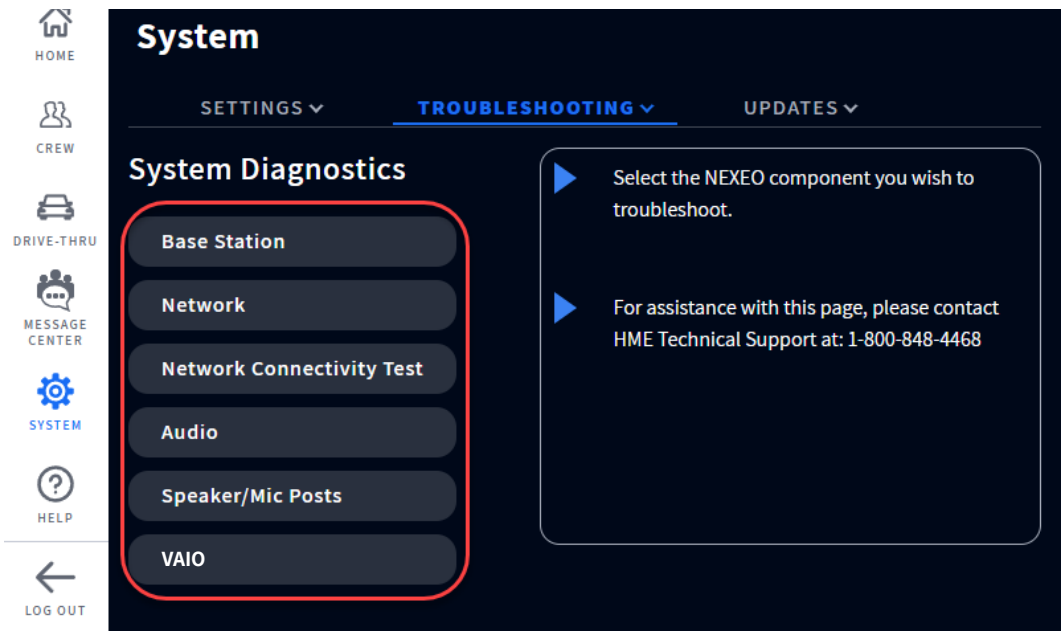 HOME
CREW
DRIVE-THRU
MESSAGE
CENTER
SYSTEM
HELP
LOG OUT
System
SETTINGS
TROUBLESHOOTING
UPDATES
System Diagnostics
Base Station
Network
Network Connectivity Test
Audio
Speaker/Mic Posts
VAIO
Select the NEXEO component you wish to
troubleshoot.
For assistance with this page, please contact
HME Technical Support at: 1-800-848-4468